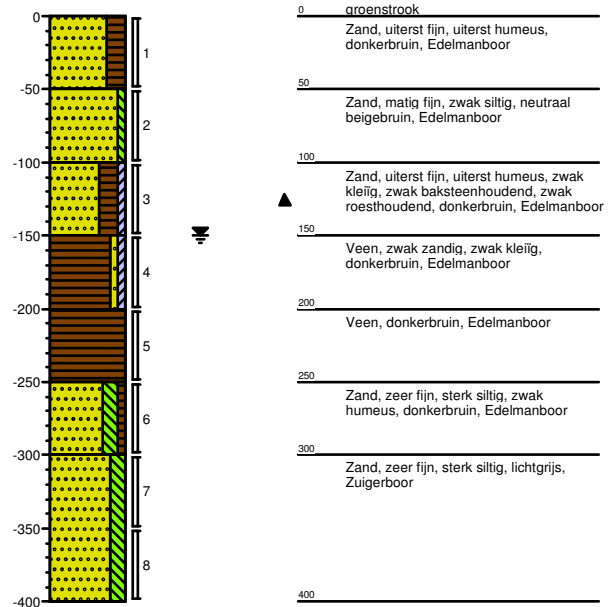 0
-50
-100
-150
-200
-250
-300
-350
-400
1
2
3
4
5
6
7
8
0 groenstrook
Zand, uiterst fijn, uiterst humeus,
donkerbruin, Edelmanboor
50
Zand, matig fijn, zwak siltig, neutraal
beigebruin, Edelmanboor
100
Zand, uiterst fijn, uiterst humeus, zwak
kleiïg, zwak baksteenhoudend, zwak
roesthoudend, donkerbruin, Edelmanboor
150
Veen, zwak zandig, zwak kleiïg,
donkerbruin, Edelmanboor
200
Veen, donkerbruin, Edelmanboor
250
Zand, zeer fijn, sterk siltig, zwak
humeus, donkerbruin, Edelmanboor
300
Zand, zeer fijn, sterk siltig, lichtgrijs,
Zuigerboor
400